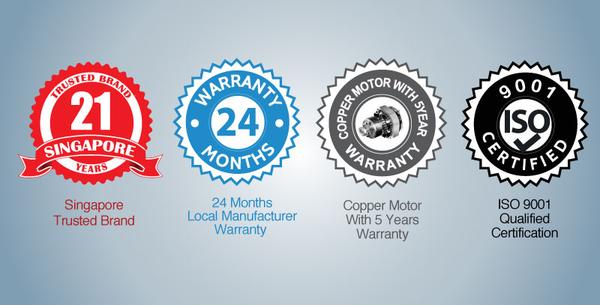 TRUSTED BRAND
21
SINGAPORE
YEARS
Singapore
Trusted Brand
WARRANTY
24
MONTHS
24 Months
Local Manufacturer
Warranty
COPPER MOTOR WITH 5YEAR
WARRANTY
Copper Motor
With 5 Years
Warranty
9001
ISO
CERTIFIED
ISO 9001
Qualified
Certification